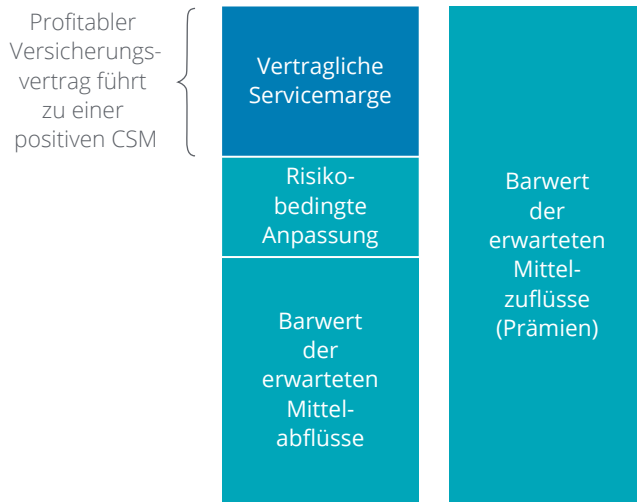 Profitabler
Versicherungs-
vertrag führt
zu einer
positiven CSM
Vertragliche
Servicemarge
Risiko-
bedingte
Anpassung
Barwert
der
erwarteten
Mittel-
abflüsse
Barwert
der
erwarteten
Mittel-
zuflüsse
(Prämien)